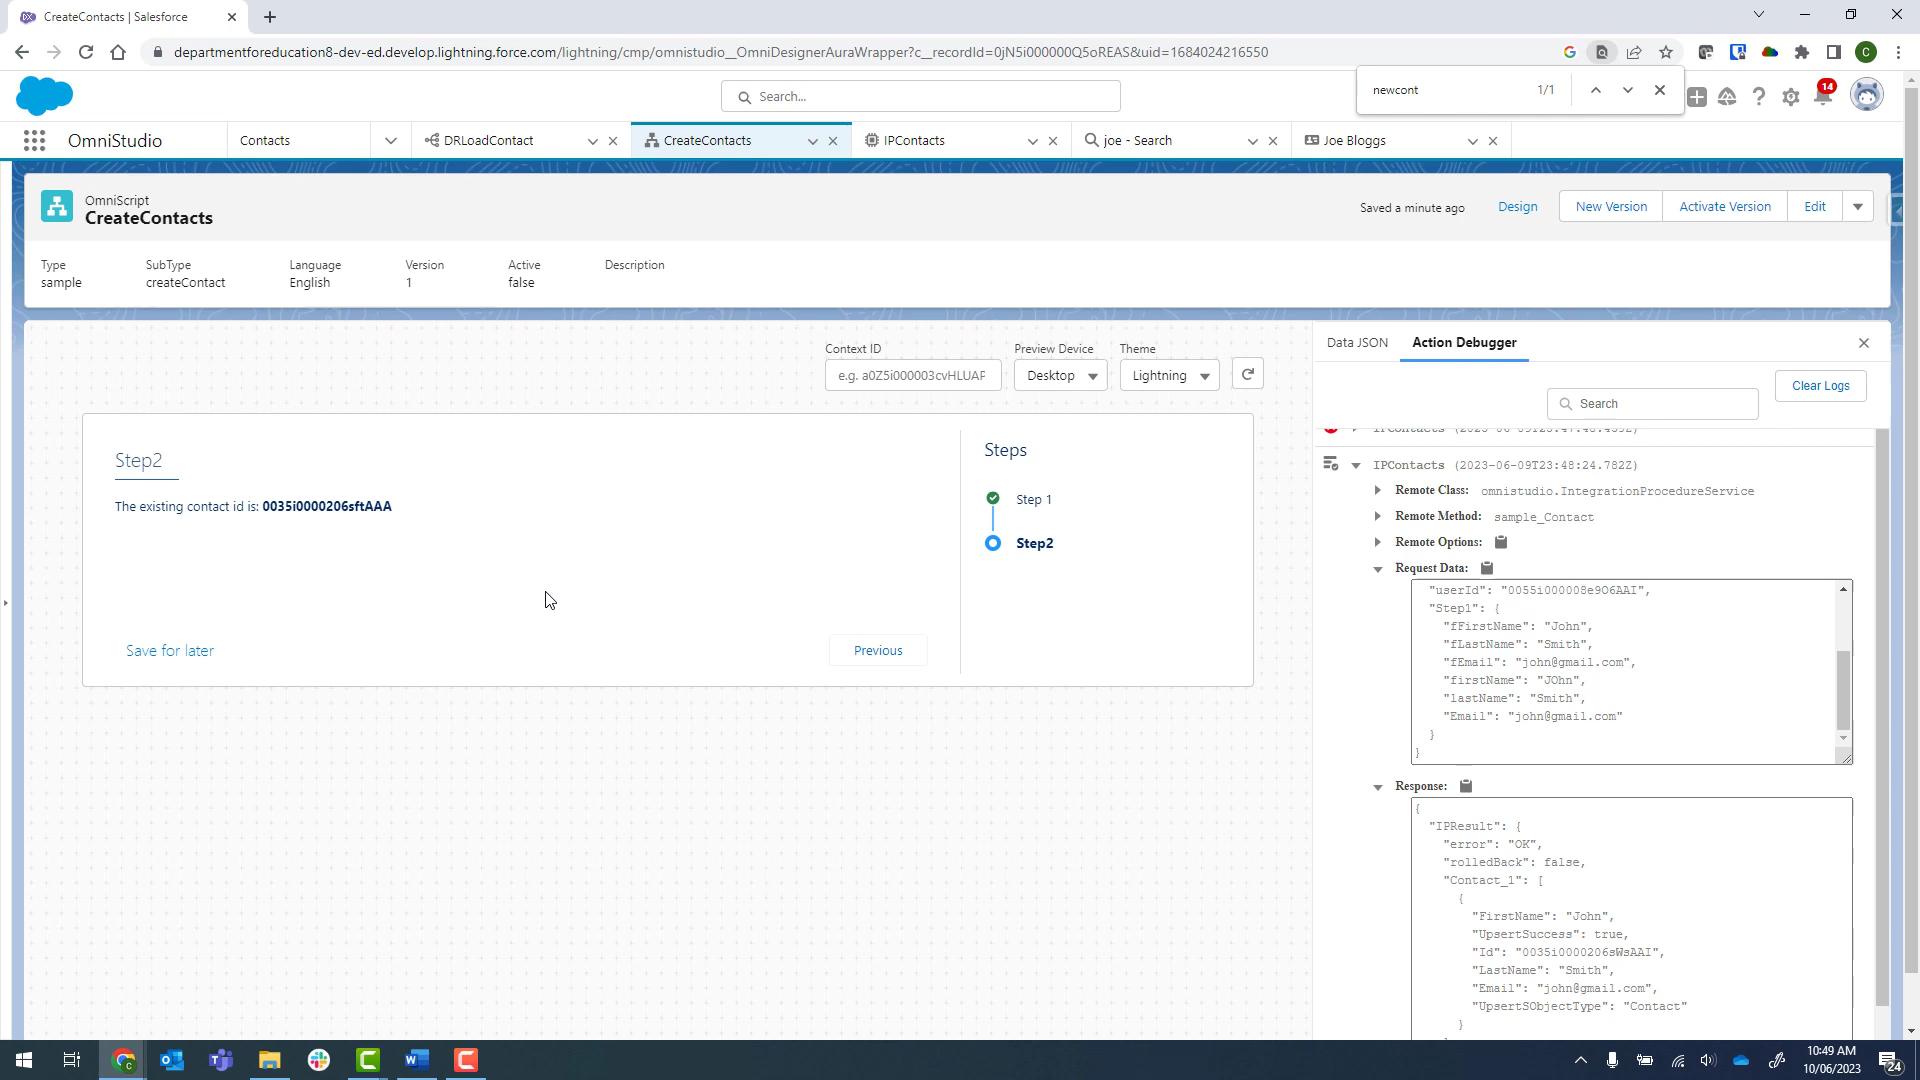 CreateContacts | Salesforce
departmentforeducation8-dev-ed.develop.lightning.force.com/lightning/cmp/omnistudio__OmniDesignerAuraWrapper?c__recordId=0jN5i000000Q5oREAS&uid=1684024216550
C
newcont 1/1
Search...
14
OmniStudio
Contacts
DRLoadContact
CreateContacts
IPContacts
joe - Search
Joe Bloggs
OmniScript
CreateContacts
Saved a minute ago
Design
New Version
Activate Version
Edit
Type SubType Language Version Active Description
sample createContact English 1 false
Context ID Preview Device Theme
e.g. a0Z5i000003cvHLUAF Desktop Lightning
Step2
The existing contact id is: 0035i0000206sftAAA
Save for later
Previous
Steps
Step 1
Step2
Data JSON Action Debugger
Search
Clear Logs
IPContacts (2023-06-09T23:48:24.782Z)
Remote Class: omnistudio.IntegrationProcedureService
Remote Method: sample_Contact
Remote Options:
Request Data:
"userId": "0055i000008e9O6AAI",
"Step1": {
"fFirstName": "John",
"fLastName": "Smith",
"fEmail": "john@gmail.com",
"firstName": "JOhn",
"lastName": "Smith",
"Email": "john@gmail.com"
}
}
Response:
{
"IPResult": {
"error": "OK",
"rolledBack": false,
"Contact_1": [
{
"FirstName": "John",
"UpsertSuccess": true,
"Id": "0035i0000206sWsAAI",
"LastName": "Smith",
"Email": "john@gmail.com",
"UpsertSObjectType": "Contact"
}
10:49 AM
10/06/2023
24